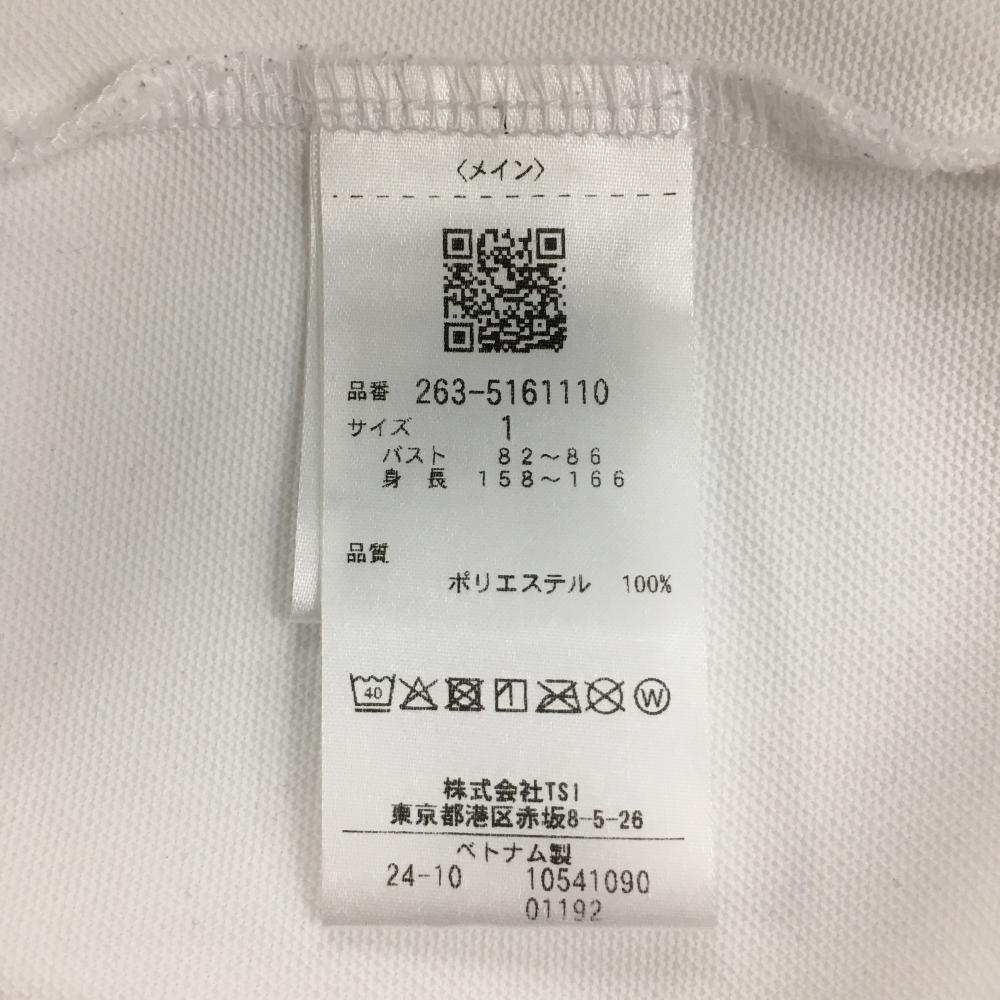 〈メイン〉
品番 263-5161110
サイズ 1
バスト 82～86
身長 158～166
品質
ポリエステル 100%
40
W
株式会社TSI
東京都港区赤坂8-5-26
ベトナム製
24-10 10541090
01192